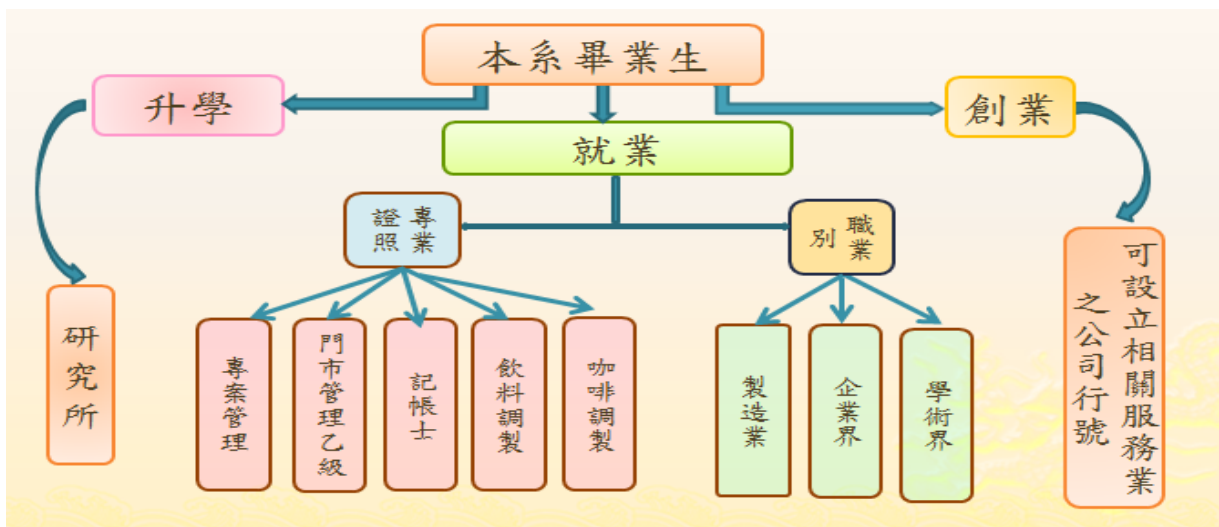 本系畢業生
升學
創業
就業
專業
證照
職業
別
研究所
專案管理
門市管理乙級
記帳士
飲料調製
咖啡調製
製造業
企業界
學術界
可設立相關服務業
之公司行號